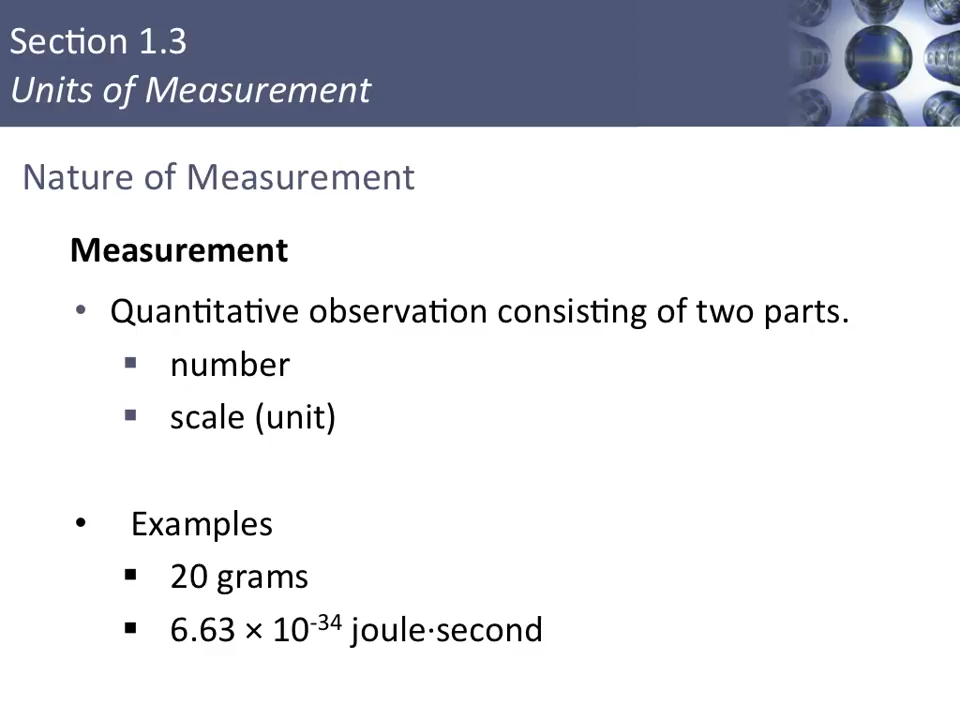 Section 1.3
Units of Measurement
Nature of Measurement
Measurement
• Quantitative observation consisting of two parts.
▪ number
▪ scale (unit)
• Examples
▪ 20 grams
▪ 6.63 × 10⁻³⁴ joule·second